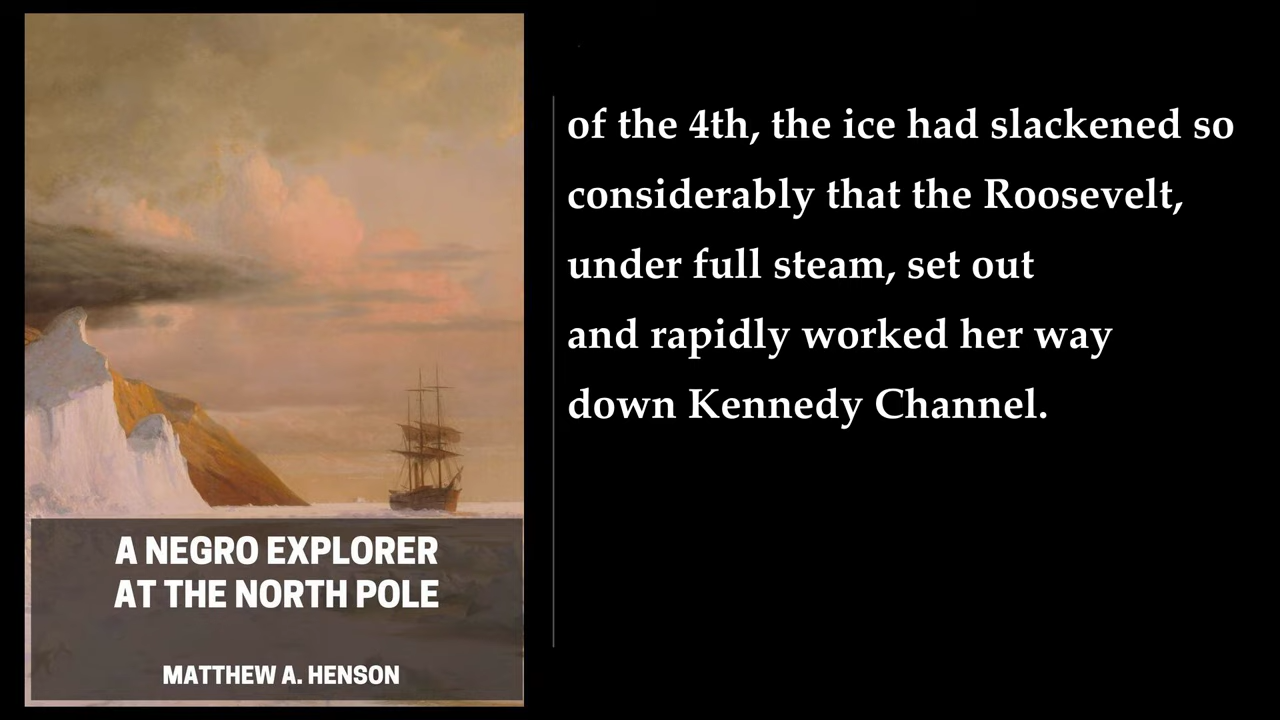 of the 4th, the ice had slackened so
considerably that the Roosevelt,
under full steam, set out
and rapidly worked her way
down Kennedy Channel.
A NEGRO EXPLORER
AT THE NORTH POLE
MATTHEW A. HENSON